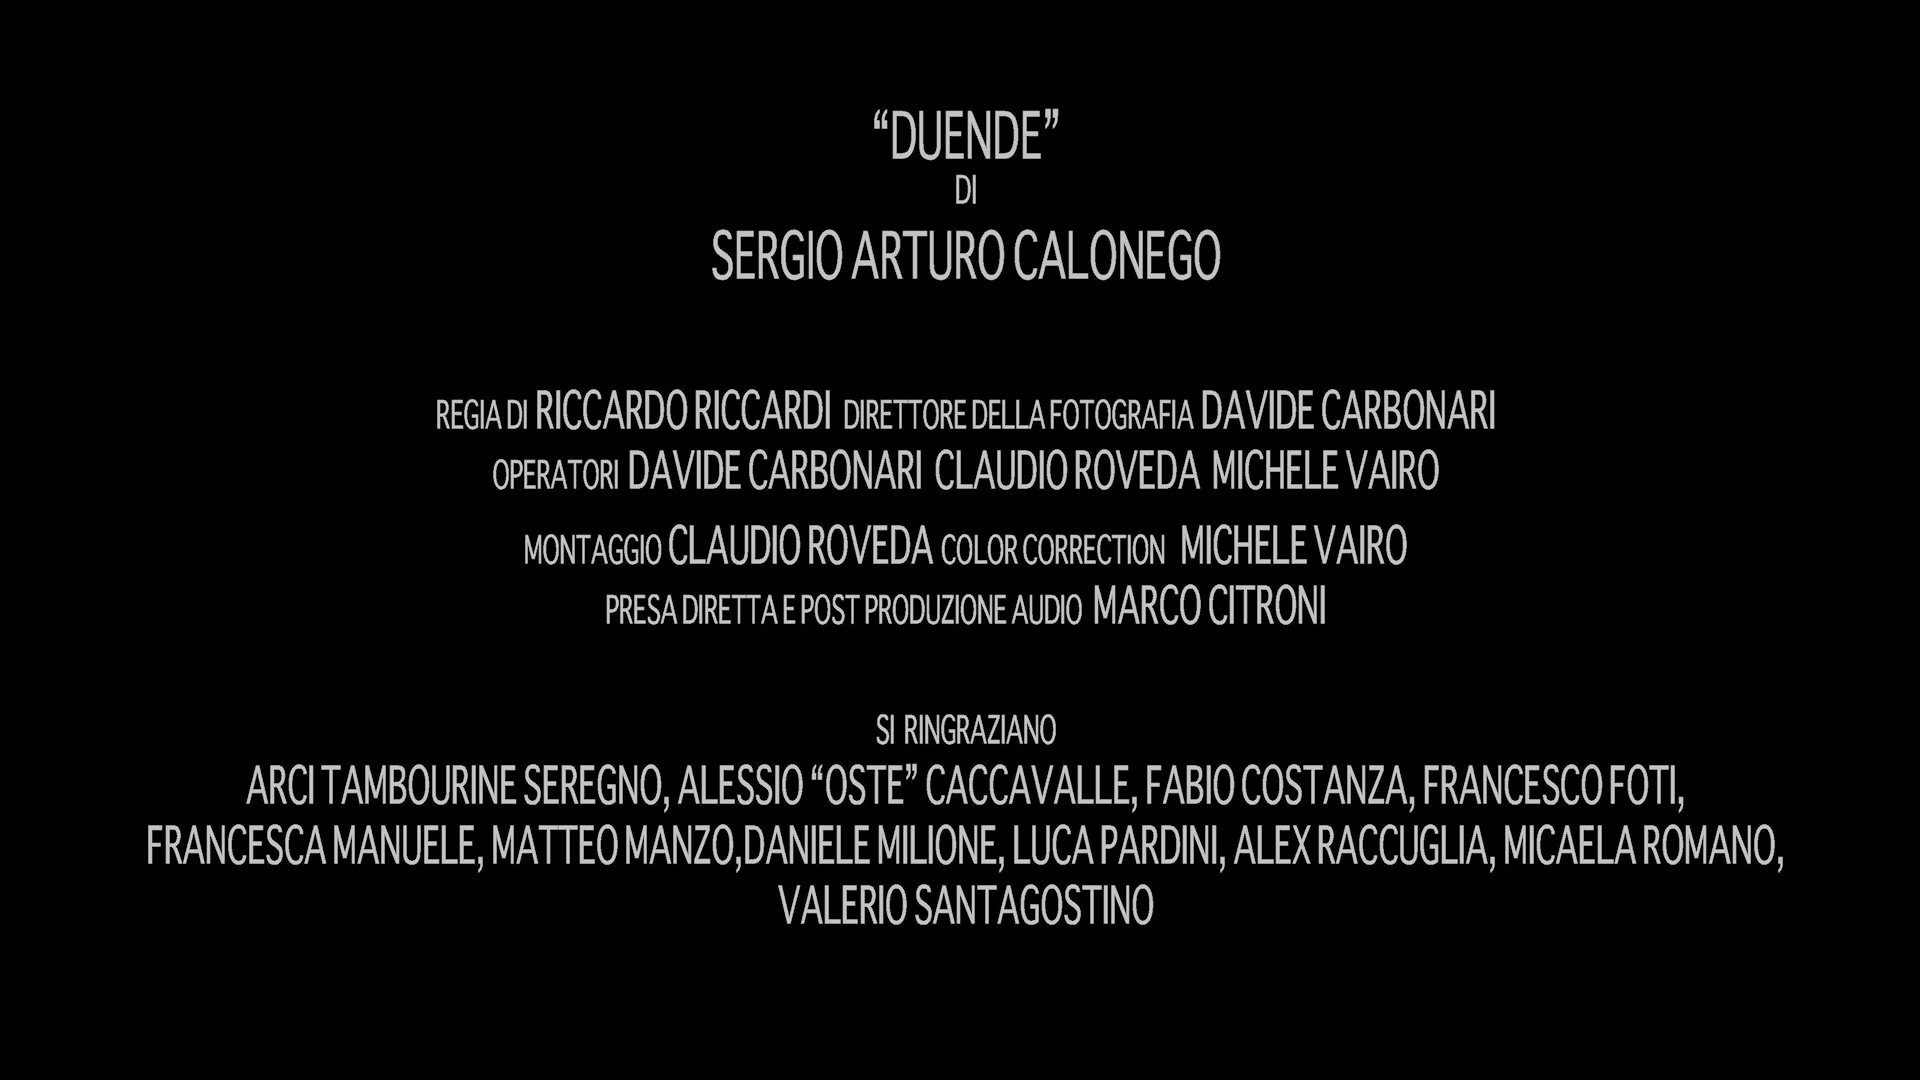 “DUENDE”
DI
SERGIO ARTURO CALONEGO
REGIA DI RICCARDO RICCARDI DIRETTORE DELLA FOTOGRAFIA DAVIDE CARBONARI
OPERATORI DAVIDE CARBONARI CLAUDIO ROVEDA MICHELE VAIRO
MONTAGGIO CLAUDIO ROVEDA COLOR CORRECTION MICHELE VAIRO
PRESA DIRETTA E POST PRODUZIONE AUDIO MARCO CITRONI
SI RINGRAZIANO
ARCI TAMBOURINE SEREGNO, ALESSIO “OSTE” CACCAVALLE, FABIO COSTANZA, FRANCESCO FOTI,
FRANCESCA MANUELE, MATTEO MANZO,DANIELE MILIONE, LUCA PARDINI, ALEX RACCUGLIA, MICAELA ROMANO,
VALERIO SANTAGOSTINO